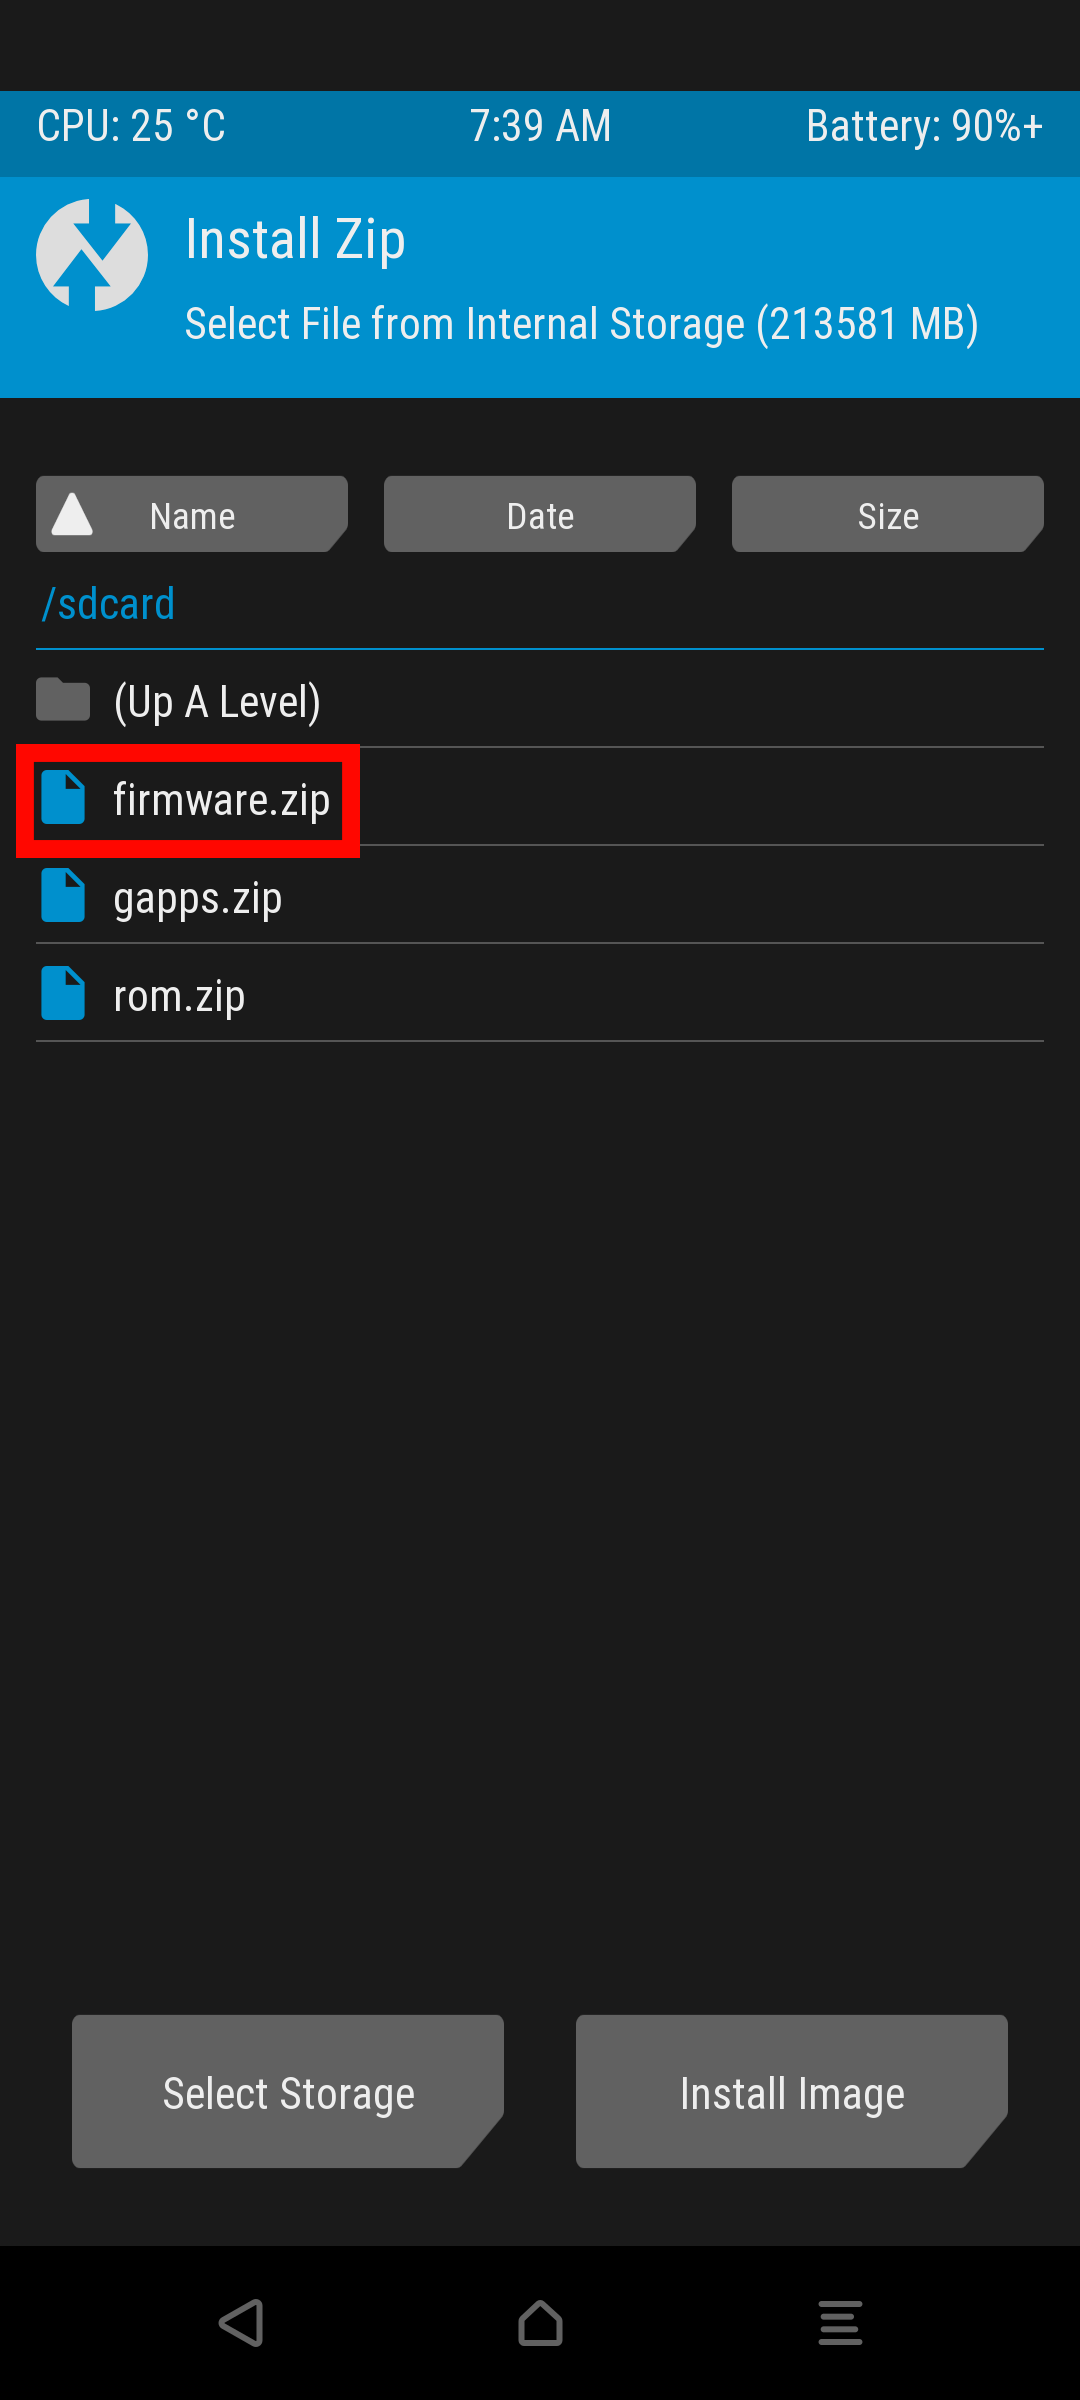 CPU: 25 °C 7:39 AM Battery: 90%+
Install Zip
Select File from Internal Storage (213581 MB)
Name Date Size
/sdcard
(Up A Level)
firmware.zip
gapps.zip
rom.zip
Select Storage Install Image